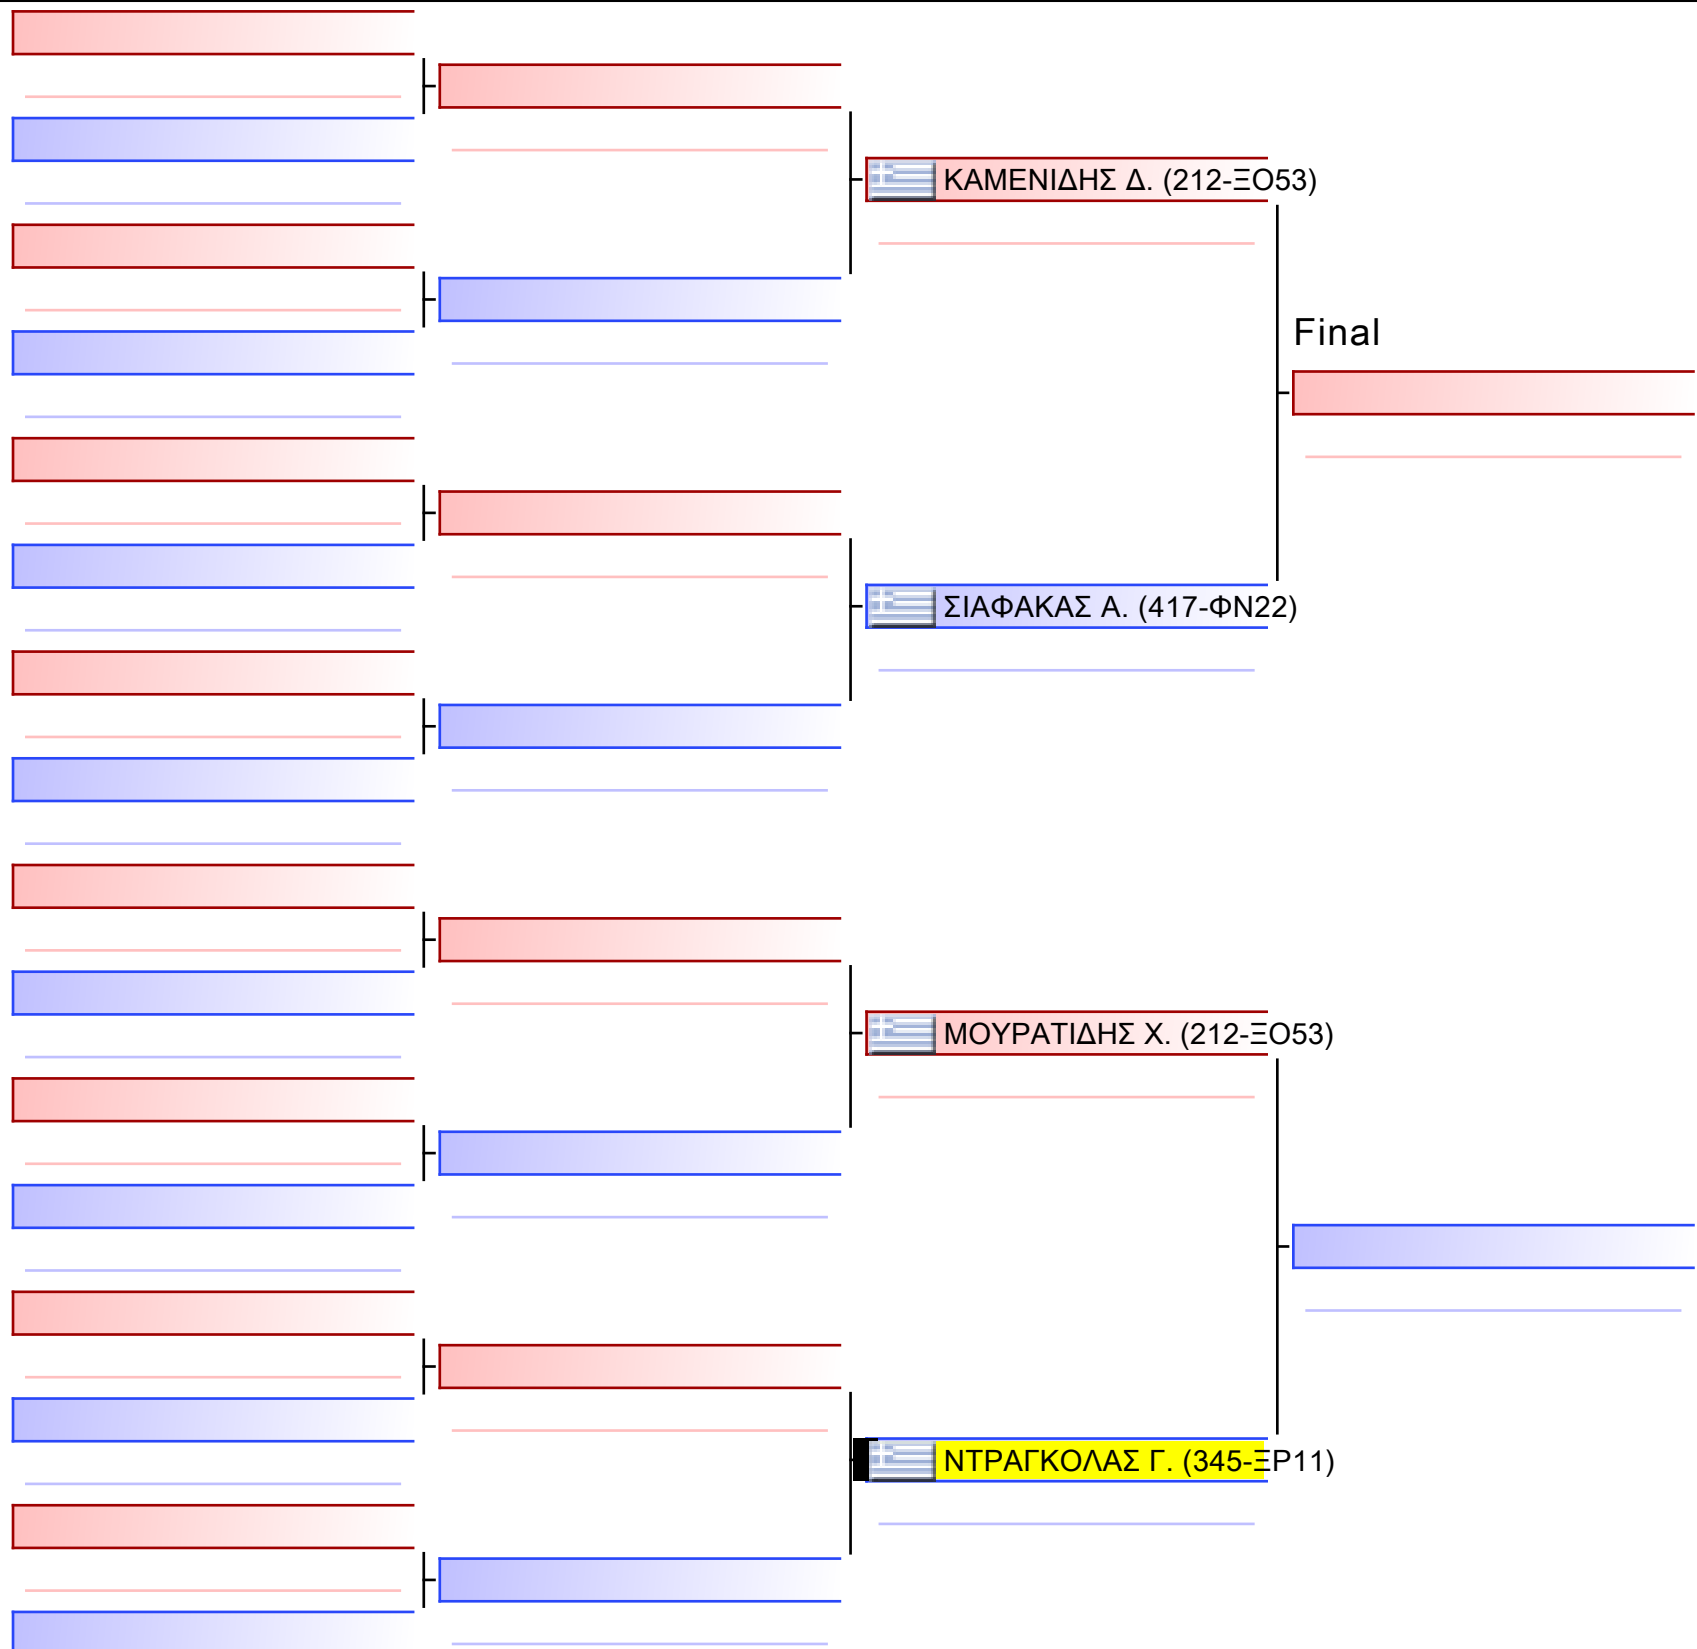 ΚΑΜΕΝΙΔΗΣ Δ. (212-ΞΟ53)
Final
ΣΙΑΦΑΚΑΣ Α. (417-ΦΝ22)
ΜΟΥΡΑΤΙΔΗΣ Χ. (212-ΞΟ53)
ΝΤΡΑΓΚΟΛΑΣ Γ. (345-ΞΡ11)